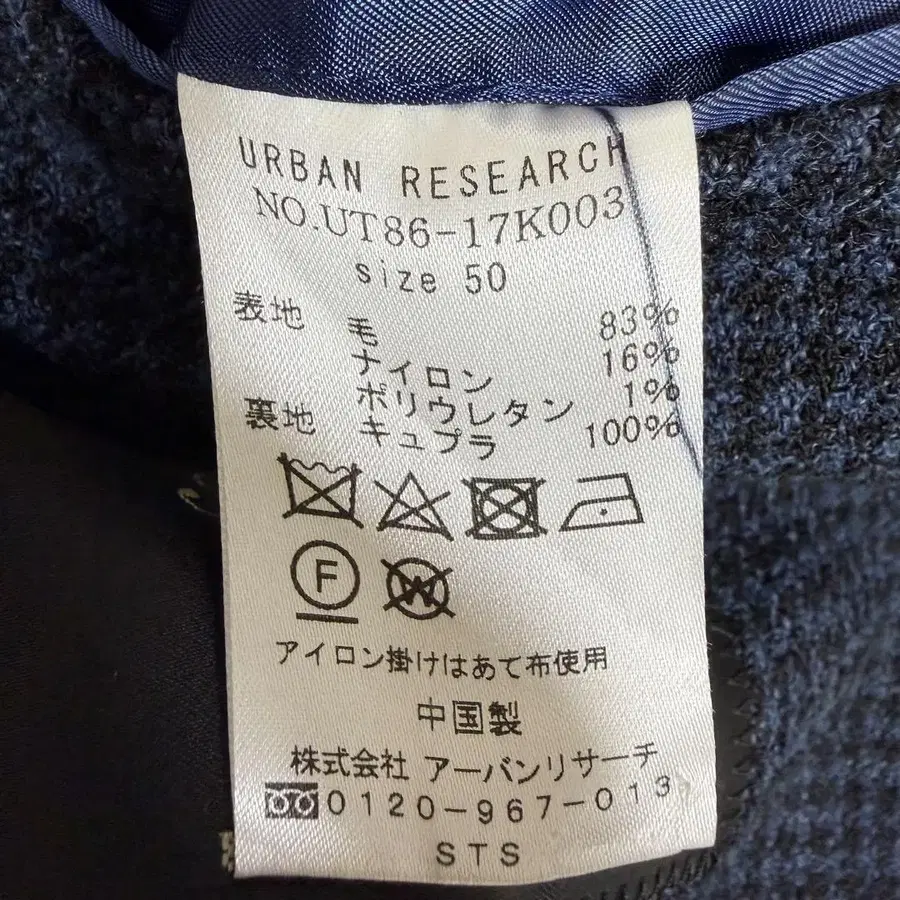 URBAN RESEARCH
NO.UT86-17K003
size 50
表地 毛 83%
ナイロン 16%
ポリウレタン 1%
裏地 キュプラ 100%
F
W
アイロン掛けはあて布使用
中国製
株式会社 アーバンリサーチ
0120-967-013
STS